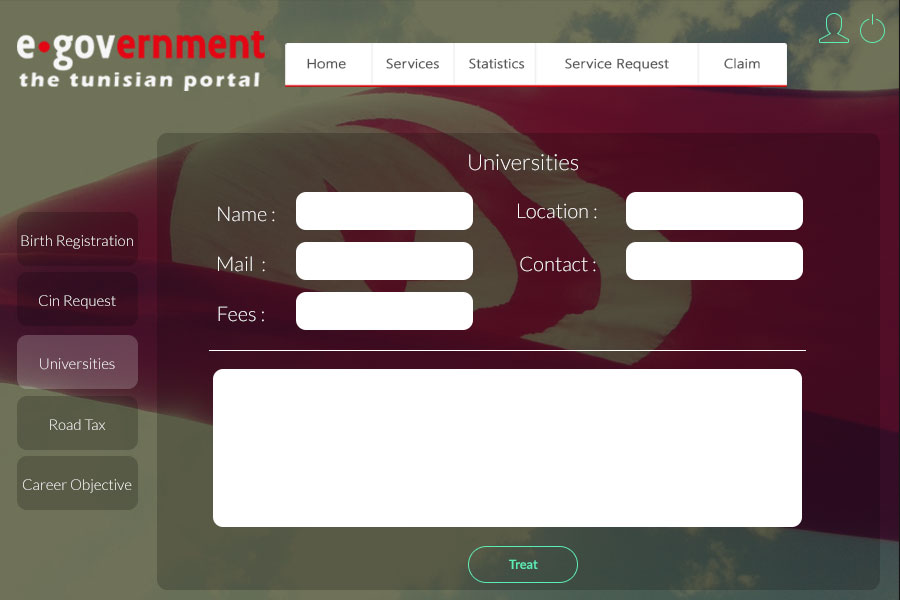 e•government
the tunisian portal
Home
Services
Statistics
Service Request
Claim
Universities
Name :
Location :
Mail :
Contact :
Fees :
Birth Registration
Cin Request
Universities
Road Tax
Career Objective
Treat